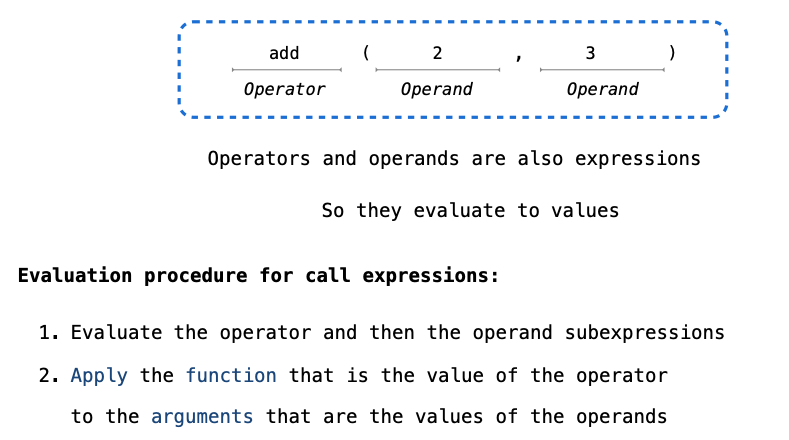 add ( 2 , 3 )
Operator Operand Operand
Operators and operands are also expressions
So they evaluate to values
Evaluation procedure for call expressions:
1. Evaluate the operator and then the operand subexpressions
2. Apply the function that is the value of the operator
to the arguments that are the values of the operands